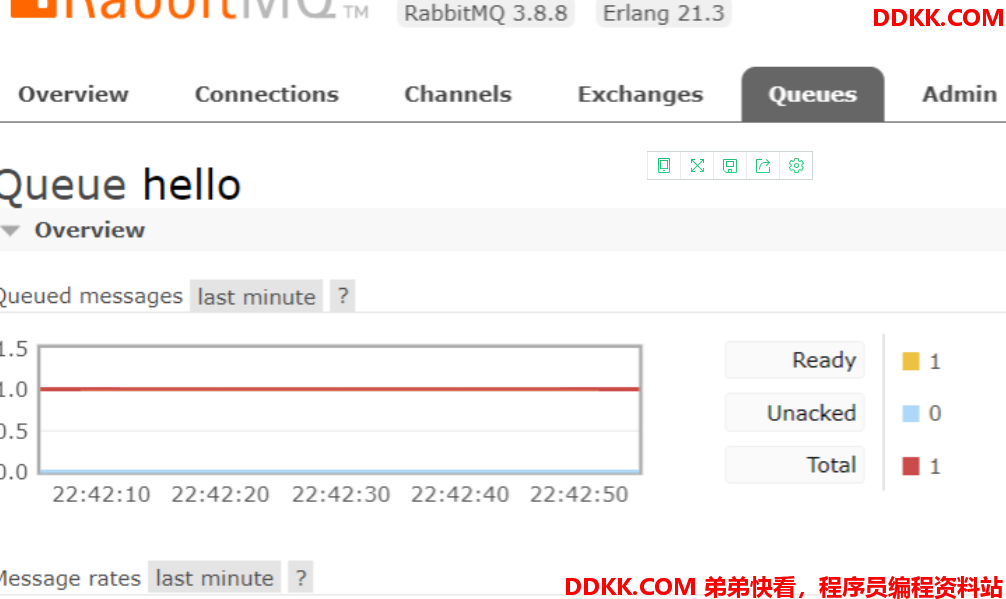 RabbitMQ TM RabbitMQ 3.8.8 Erlang 21.3 DDKK.COM
Overview Connections Channels Exchanges Queues Admin
Queue hello
Overview
Queued messages last minute ?
1.5
1.0
0.5
0.0
22:42:10 22:42:20 22:42:30 22:42:40 22:42:50
Ready 1
Unacked 0
Total 1
Message rates last minute ?
DDKK.COM 弟弟快看，程序员编程资料站